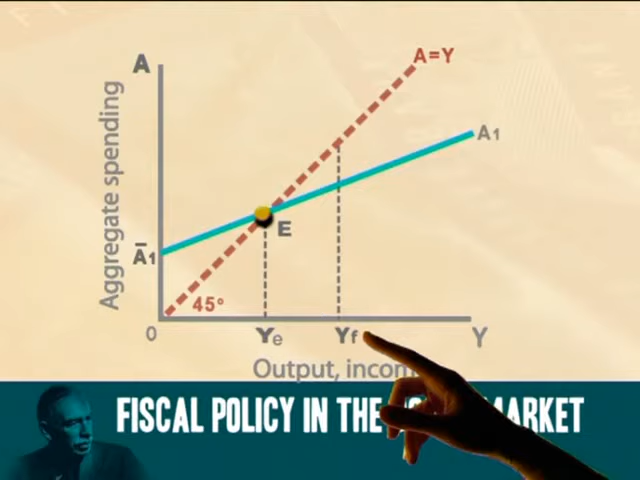 A
A=Y
Aggregate spending
A1
Ā1
E
45°
0
Ye
Yf
Y
Output, incom
FISCAL POLICY IN THE MARKET